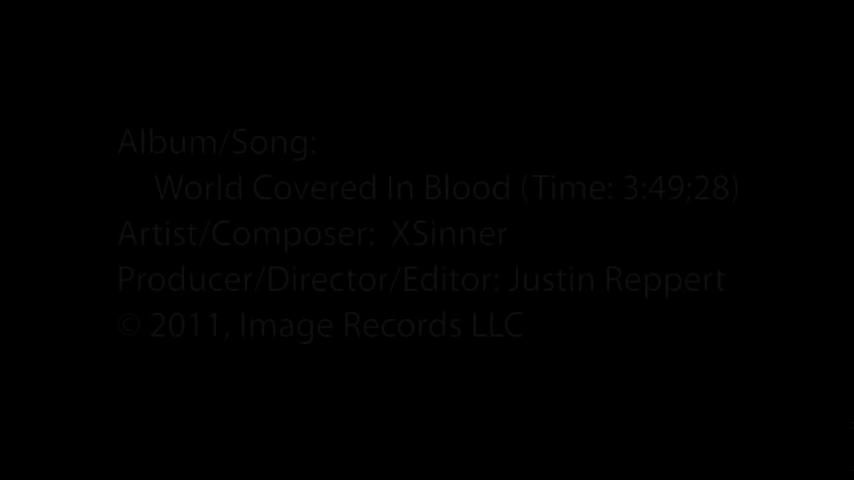 Album/Song:
World Covered In Blood (Time: 3:49;28)
Artist/Composer: XSinner
Producer/Director/Editor: Justin Reppert
© 2011, Image Records LLC